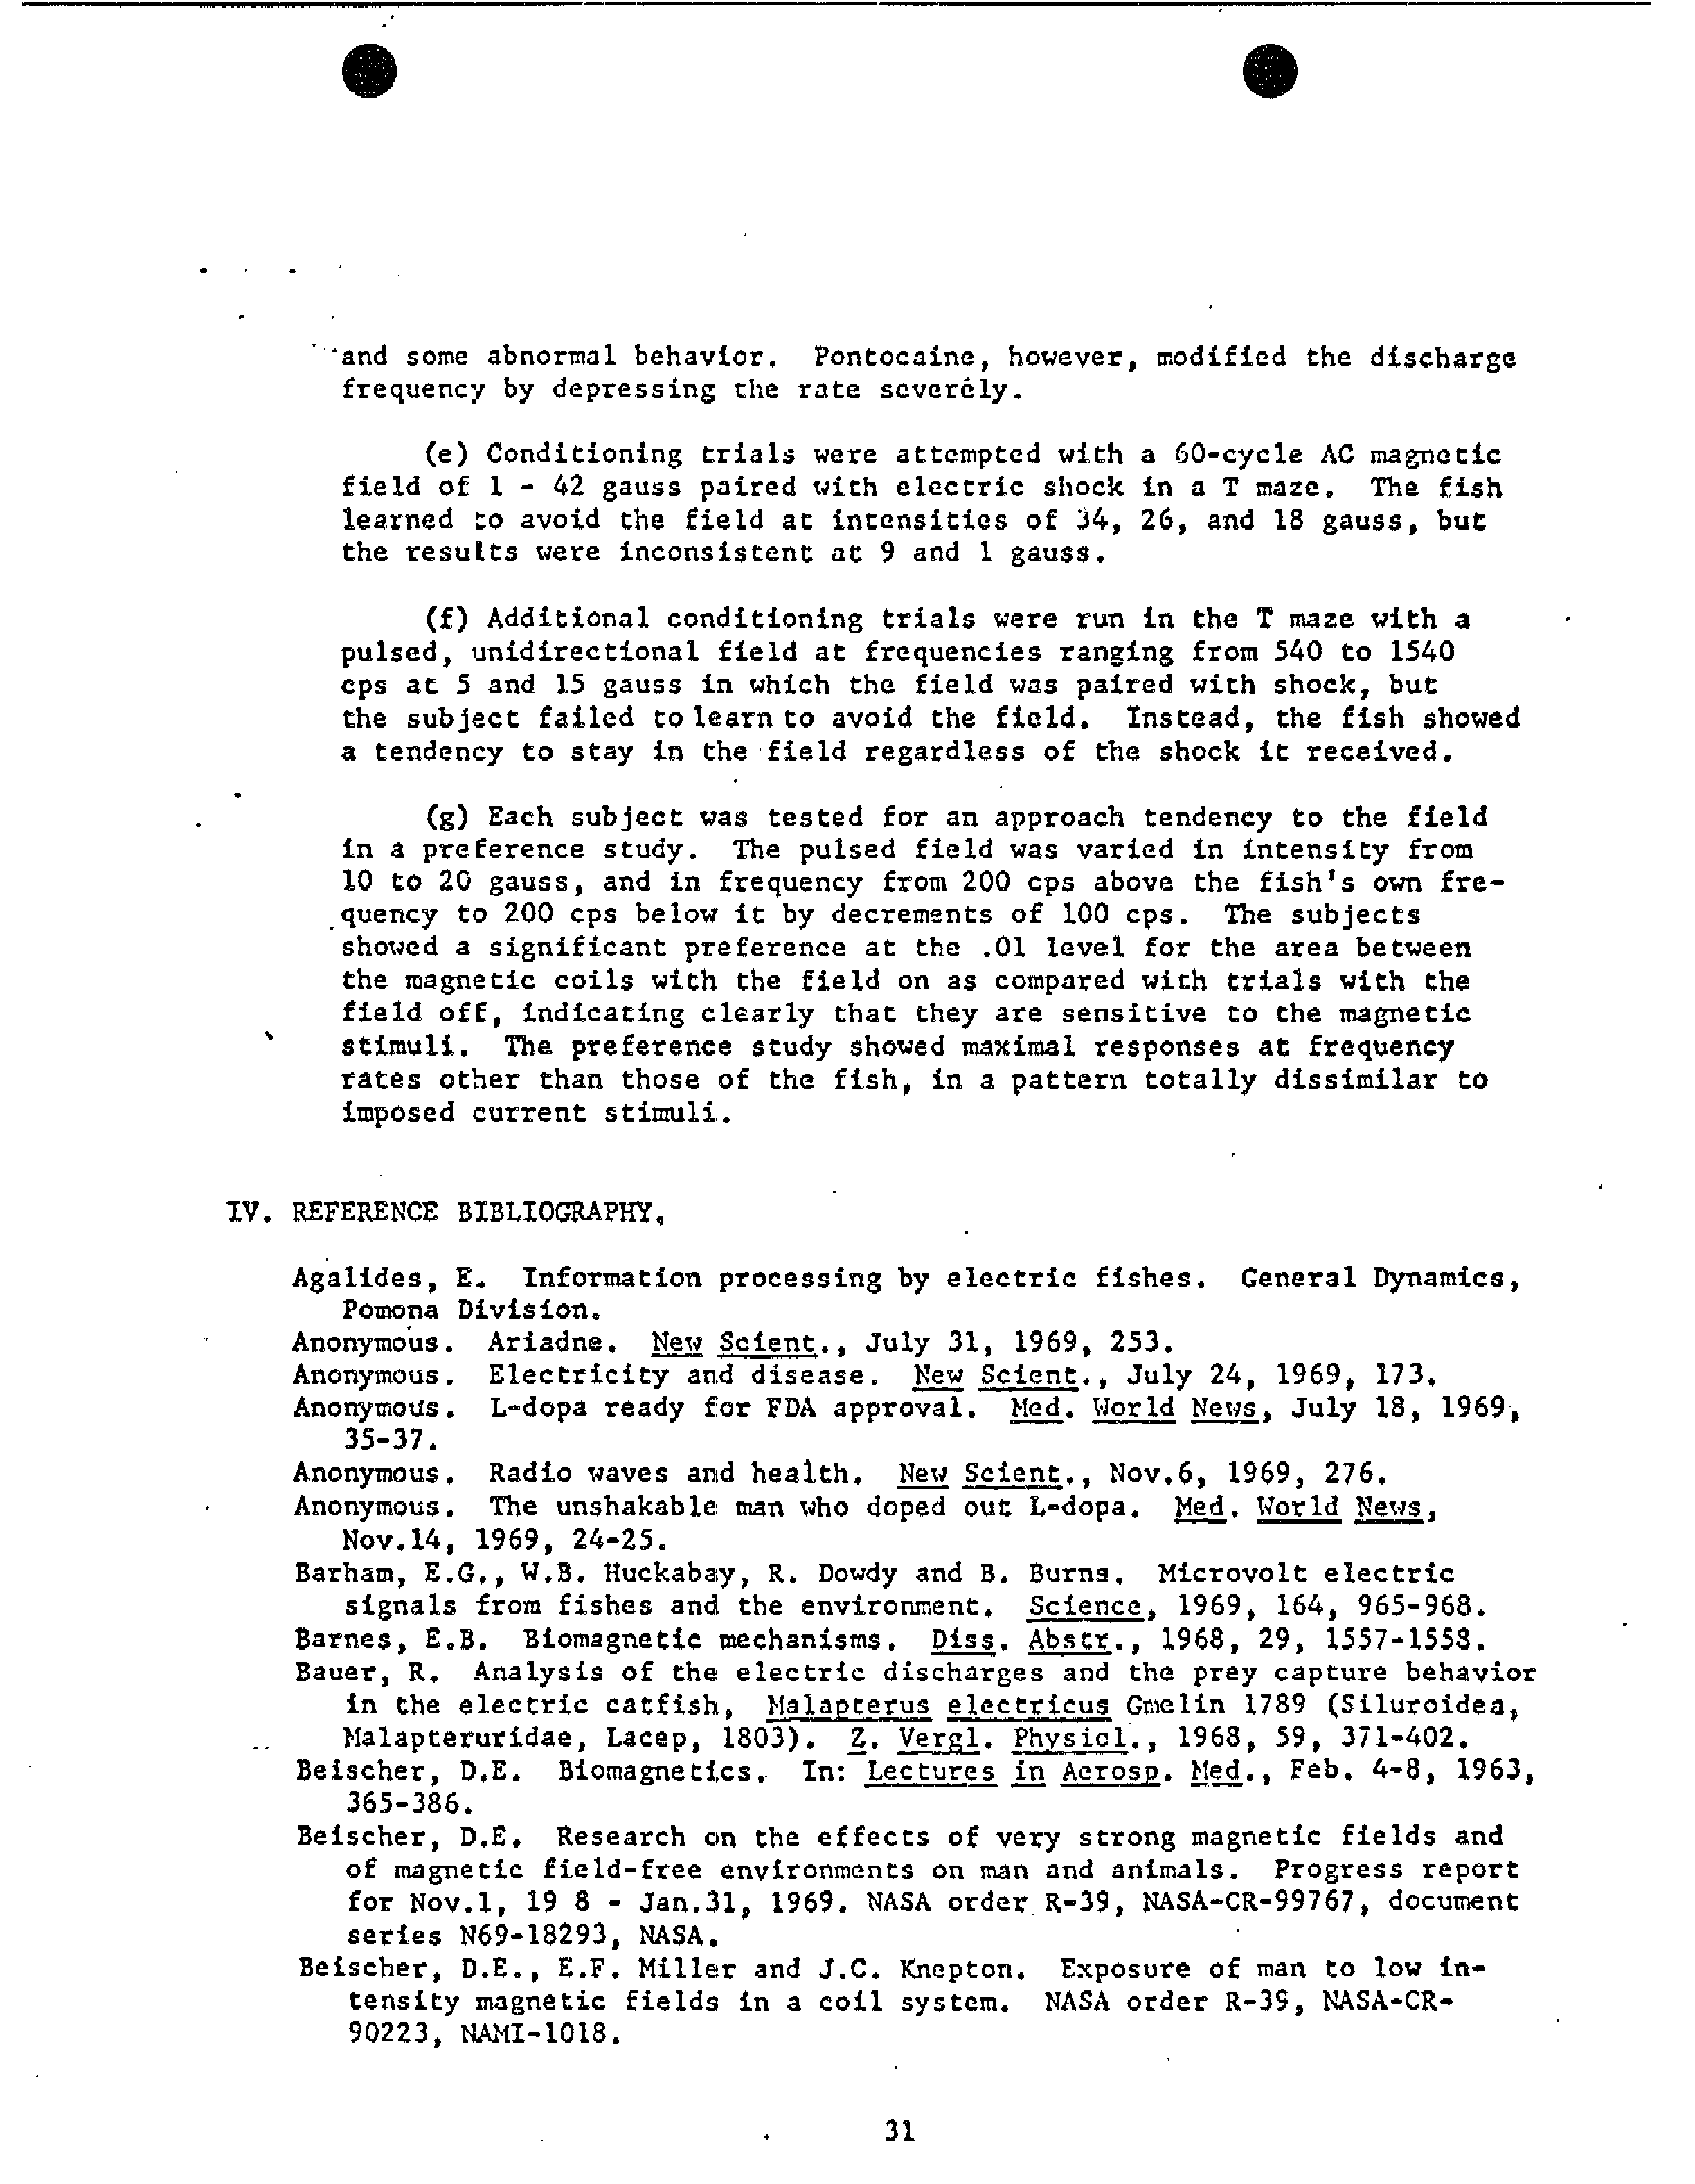 and some abnormal behavior. Pontocaine, however, modified the discharge
frequency by depressing the rate severely.
(e) Conditioning trials were attempted with a 60-cycle AC magnetic
field of 1 - 42 gauss paired with electric shock in a T maze. The fish
learned to avoid the field at intensities of 34, 26, and 18 gauss, but
the results were inconsistent at 9 and 1 gauss.
(f) Additional conditioning trials were run in the T maze with a
pulsed, unidirectional field at frequencies ranging from 540 to 1540
cps at 5 and 15 gauss in which the field was paired with shock, but
the subject failed to learn to avoid the field. Instead, the fish showed
a tendency to stay in the field regardless of the shock it received.
(g) Each subject was tested for an approach tendency to the field
in a preference study. The pulsed field was varied in intensity from
10 to 20 gauss, and in frequency from 200 cps above the fish's own fre-
quency to 200 cps below it by decrements of 100 cps. The subjects
showed a significant preference at the .01 level for the area between
the magnetic coils with the field on as compared with trials with the
field off, indicating clearly that they are sensitive to the magnetic
stimuli. The preference study showed maximal responses at frequency
rates other than those of the fish, in a pattern totally dissimilar to
imposed current stimuli.
IV. REFERENCE BIBLIOGRAPHY.
Agalides, E. Information processing by electric fishes. General Dynamics,
Pomona Division.
Anonymous. Ariadne. New Scient., July 31, 1969, 253.
Anonymous. Electricity and disease. New Scient., July 24, 1969, 173.
Anonymous. L-dopa ready for FDA approval. Med. World News, July 18, 1969,
35-37.
Anonymous. Radio waves and health. New Scient., Nov.6, 1969, 276.
Anonymous. The unshakable man who doped out L-dopa. Med. World News,
Nov.14, 1969, 24-25.
Barham, E.G., W.B. Huckabay, R. Dowdy and B. Burns. Microvolt electric
signals from fishes and the environment. Science, 1969, 164, 965-968.
Barnes, E.B. Biomagnetic mechanisms. Diss. Abstr., 1968, 29, 1557-1558.
Bauer, R. Analysis of the electric discharges and the prey capture behavior
in the electric catfish, Malapterus electricus Gmelin 1789 (Siluroidea,
Malapteruridae, Lacep, 1803). Z. Vergl. Physiol., 1968, 59, 371-402.
Beischer, D.E. Biomagnetics. In: Lectures in Aerosp. Med., Feb. 4-8, 1963,
365-386.
Beischer, D.E. Research on the effects of very strong magnetic fields and
of magnetic field-free environments on man and animals. Progress report
for Nov.1, 19 8 - Jan.31, 1969. NASA order R-39, NASA-CR-99767, document
series N69-18293, NASA.
Beischer, D.E., E.F. Miller and J.C. Knepton. Exposure of man to low in-
tensity magnetic fields in a coil system. NASA order R-39, NASA-CR-
90223, NAMI-1018.
31